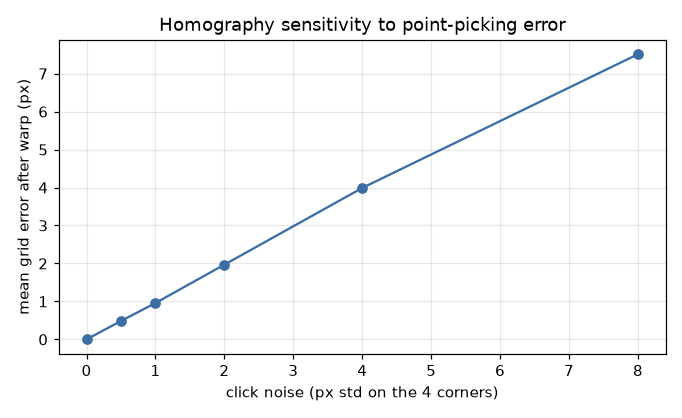 Homography sensitivity to point-picking error
mean grid error after warp (px)
7
6
5
4
3
2
1
0
0 1 2 3 4 5 6 7 8
click noise (px std on the 4 corners)